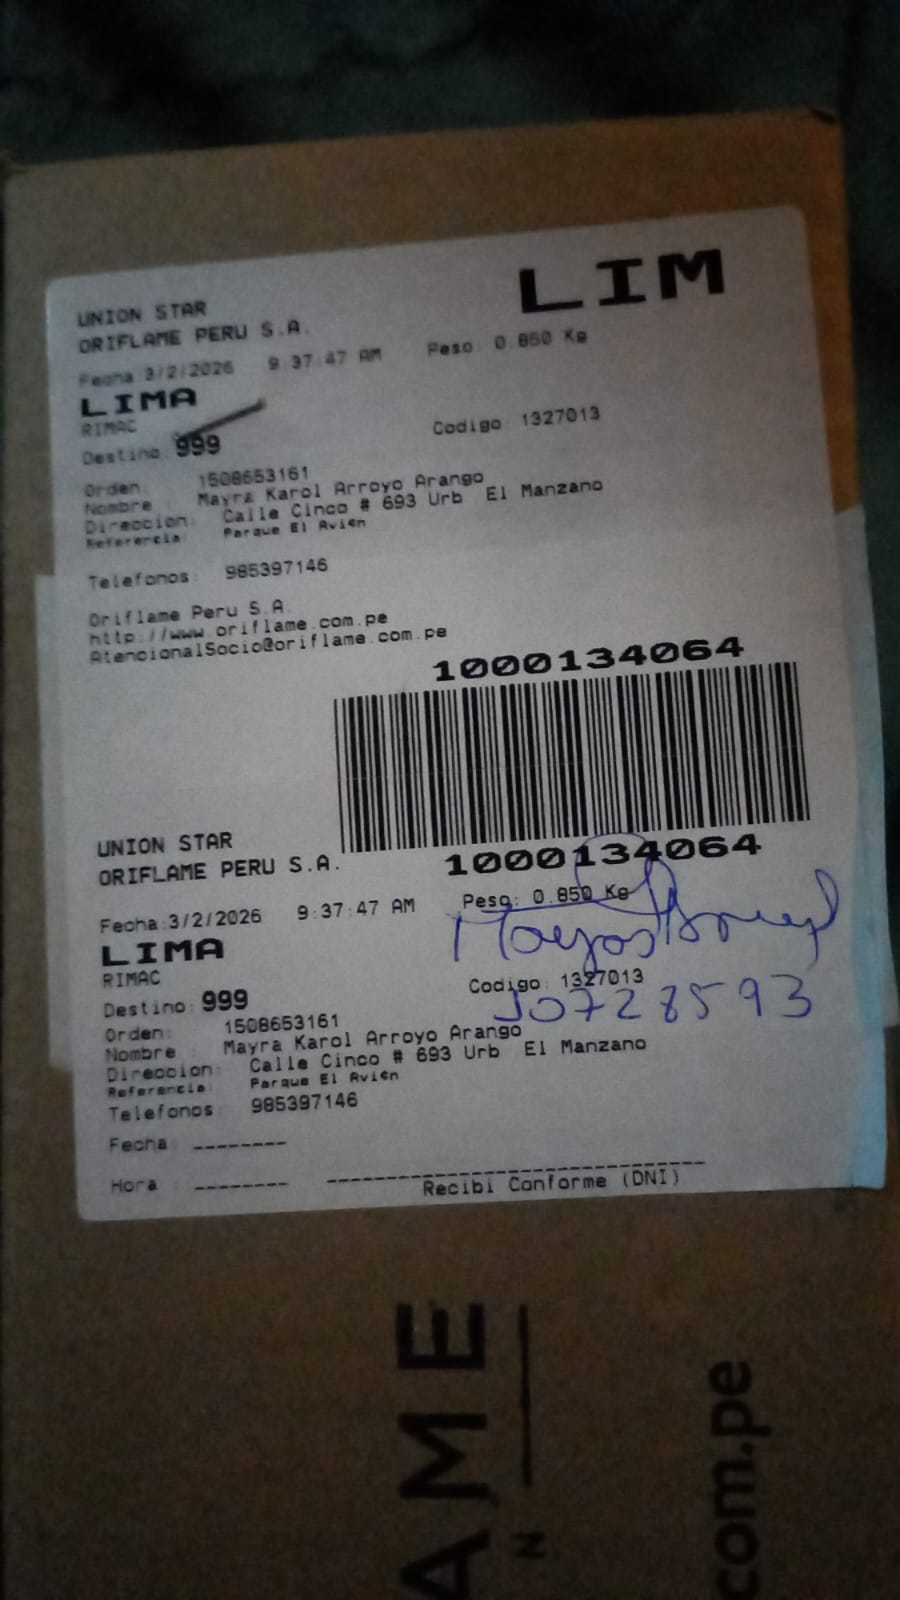 LIM
UNION STAR
ORIFLAME PERU S.A.
Fecha 3/2/2026 9:37:47 AM Peso: 0.850 Kg
LIMA
RIMAC
Destino: 999 Codigo: 1327013
Orden: 1508653161
Nombre : Mayra Karol Arroyo Arango
Direccion: Calle Cinco # 693 Urb El Manzano
Referencia: Parque El Avión
Telefonos: 985397146
Oriflame Peru S.A.
http://www.oriflame.com.pe
AtencionalSocio@oriflame.com.pe
1000134064
1000134064
UNION STAR
ORIFLAME PERU S.A.
Fecha:3/2/2026 9:37:47 AM Peso: 0.850 Kg
LIMA
RIMAC
Destino: 999 Codigo: 1327013
Orden: 1508653161
Nombre : Mayra Karol Arroyo Arango
Direccion: Calle Cinco # 693 Urb El Manzano
Referencia: Parque El Avión
Telefonos: 985397146
Fecha : --------
Hora : --------
Recibi Conforme (DNI)
AME
N
com.pe